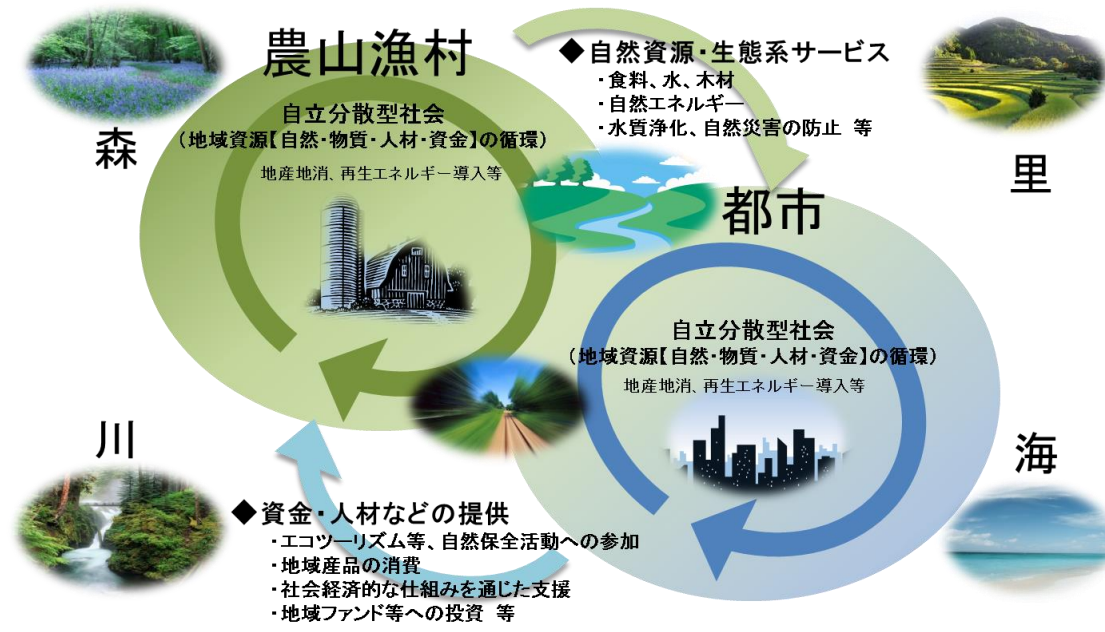 農山漁村
森
自立分散型社会
（地域資源【自然・物質・人材・資金】の循環）
地産地消、再生エネルギー導入等
◆自然資源・生態系サービス
・食料、水、木材
・自然エネルギー
・水質浄化、自然災害の防止 等
里
都市
自立分散型社会
（地域資源【自然・物質・人材・資金】の循環）
地産地消、再生エネルギー導入等
川
海
◆資金・人材などの提供
・エコツーリズム等、自然保全活動への参加
・地域産品の消費
・社会経済的な仕組みを通じた支援
・地域ファンド等への投資 等